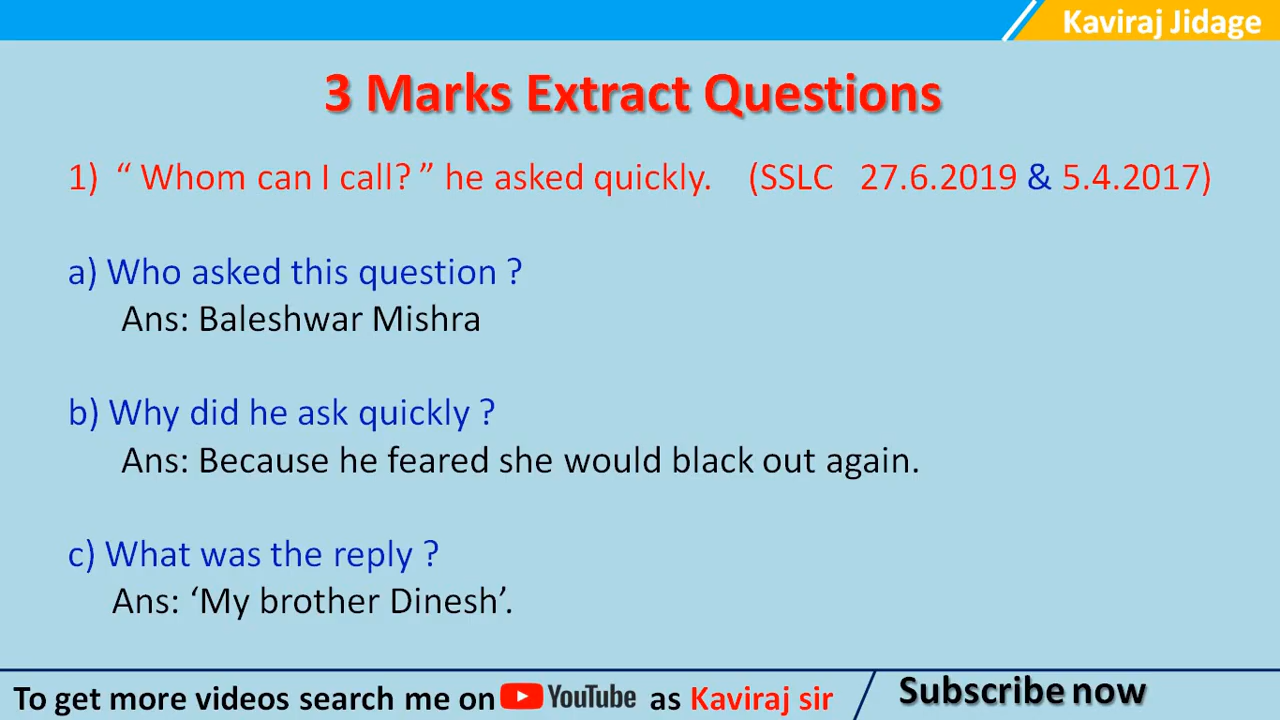 Kaviraj Jidage
3 Marks Extract Questions
1) “ Whom can I call? ” he asked quickly. (SSLC 27.6.2019 & 5.4.2017)
a) Who asked this question ?
Ans: Baleshwar Mishra
b) Why did he ask quickly ?
Ans: Because he feared she would black out again.
c) What was the reply ?
Ans: ‘My brother Dinesh’.
To get more videos search me on YouTube as Kaviraj sir
Subscribe now